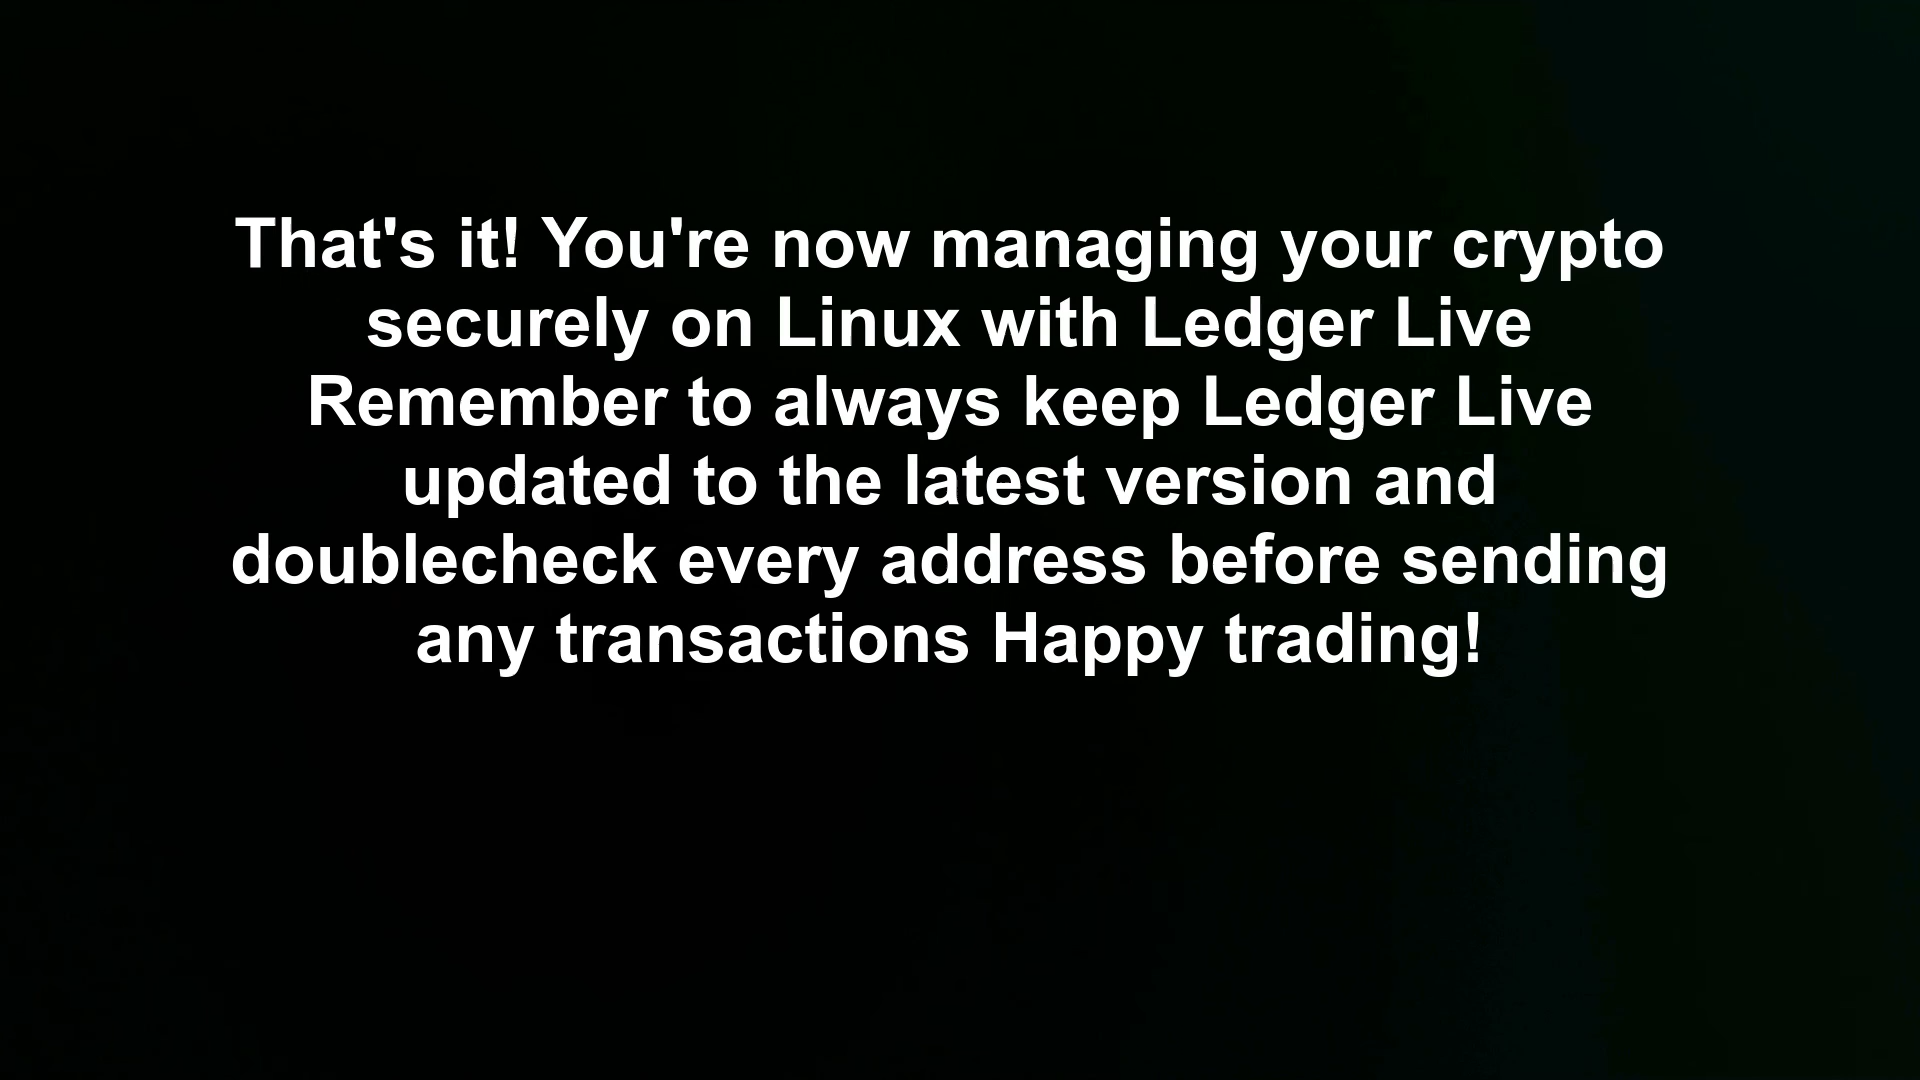 That's it! You're now managing your crypto
securely on Linux with Ledger Live
Remember to always keep Ledger Live
updated to the latest version and
doublecheck every address before sending
any transactions Happy trading!